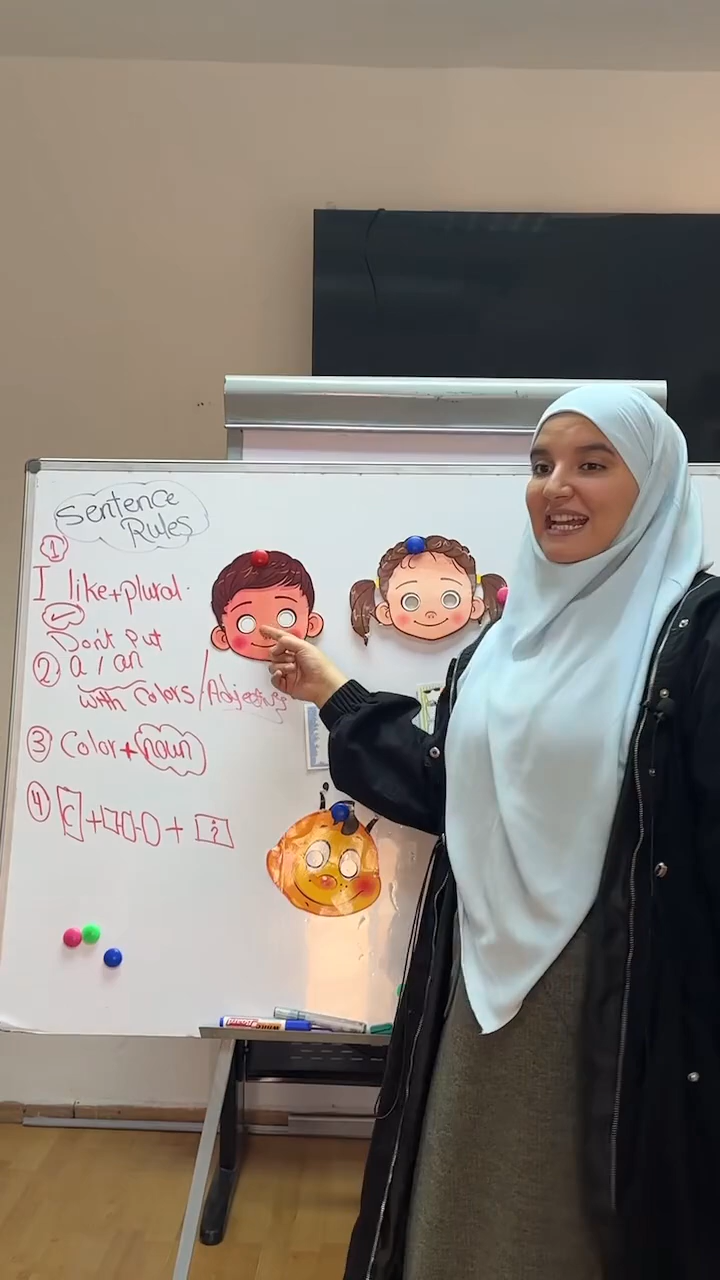 Sentence
Rules
1
I like + plural.
Don't put
2 a / an
with Colors / Adjectives
3 Color + noun
4 C + + ?